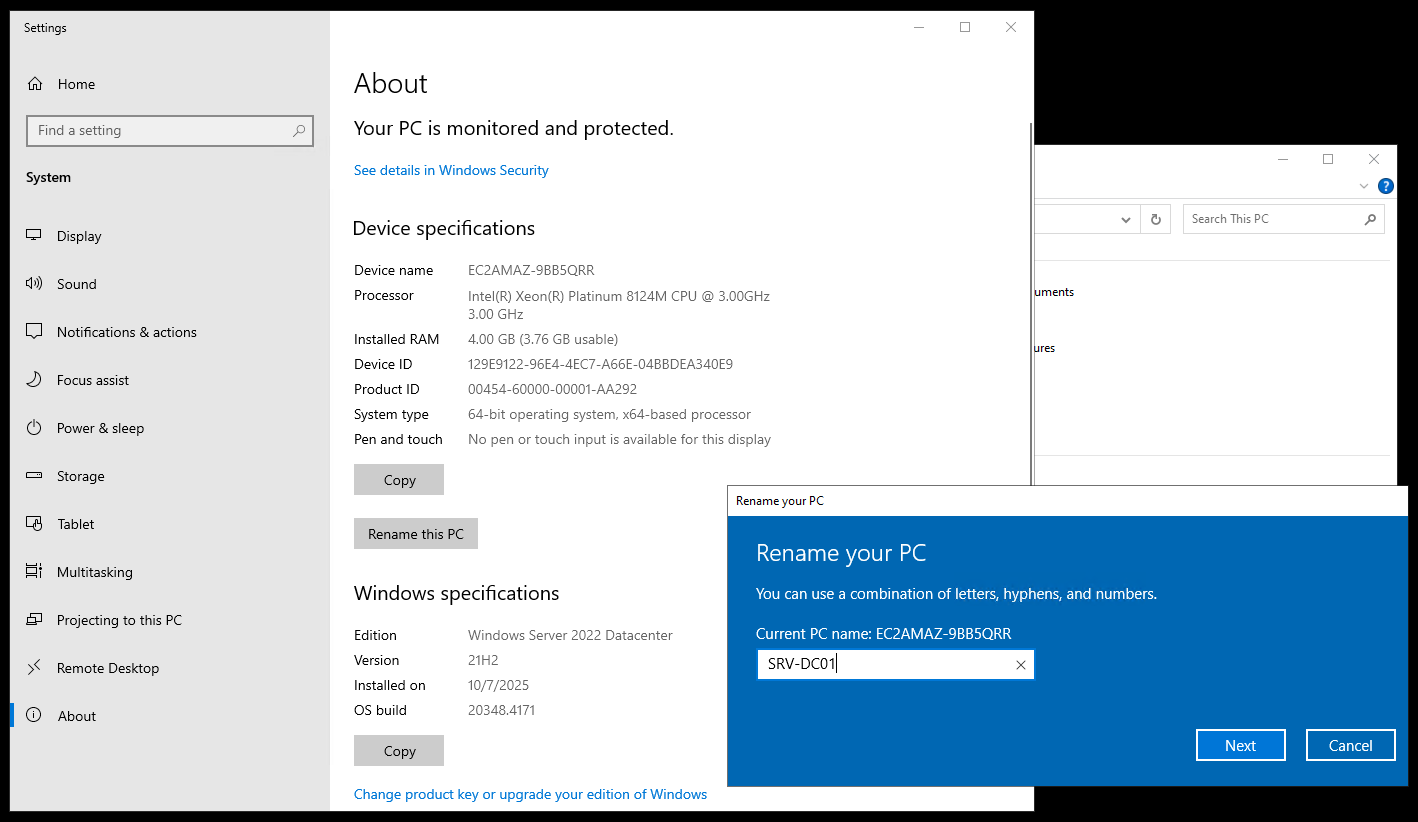 Settings
Home
Find a setting
System
Display
Sound
Notifications & actions
Focus assist
Power & sleep
Storage
Tablet
Multitasking
Projecting to this PC
Remote Desktop
About
About
Your PC is monitored and protected.
See details in Windows Security
Device specifications
Device name EC2AMAZ-9BB5QRR
Processor Intel(R) Xeon(R) Platinum 8124M CPU @ 3.00GHz
3.00 GHz
Installed RAM 4.00 GB (3.76 GB usable)
Device ID 129E9122-96E4-4EC7-A66E-04BBDEA340E9
Product ID 00454-60000-00001-AA292
System type 64-bit operating system, x64-based processor
Pen and touch No pen or touch input is available for this display
Copy
Rename this PC
Windows specifications
Edition Windows Server 2022 Datacenter
Version 21H2
Installed on 10/7/2025
OS build 20348.4171
Copy
Change product key or upgrade your edition of Windows
?
Search This PC
uments
ures
Rename your PC
Rename your PC
You can use a combination of letters, hyphens, and numbers.
Current PC name: EC2AMAZ-9BB5QRR
SRV-DC01
Next
Cancel